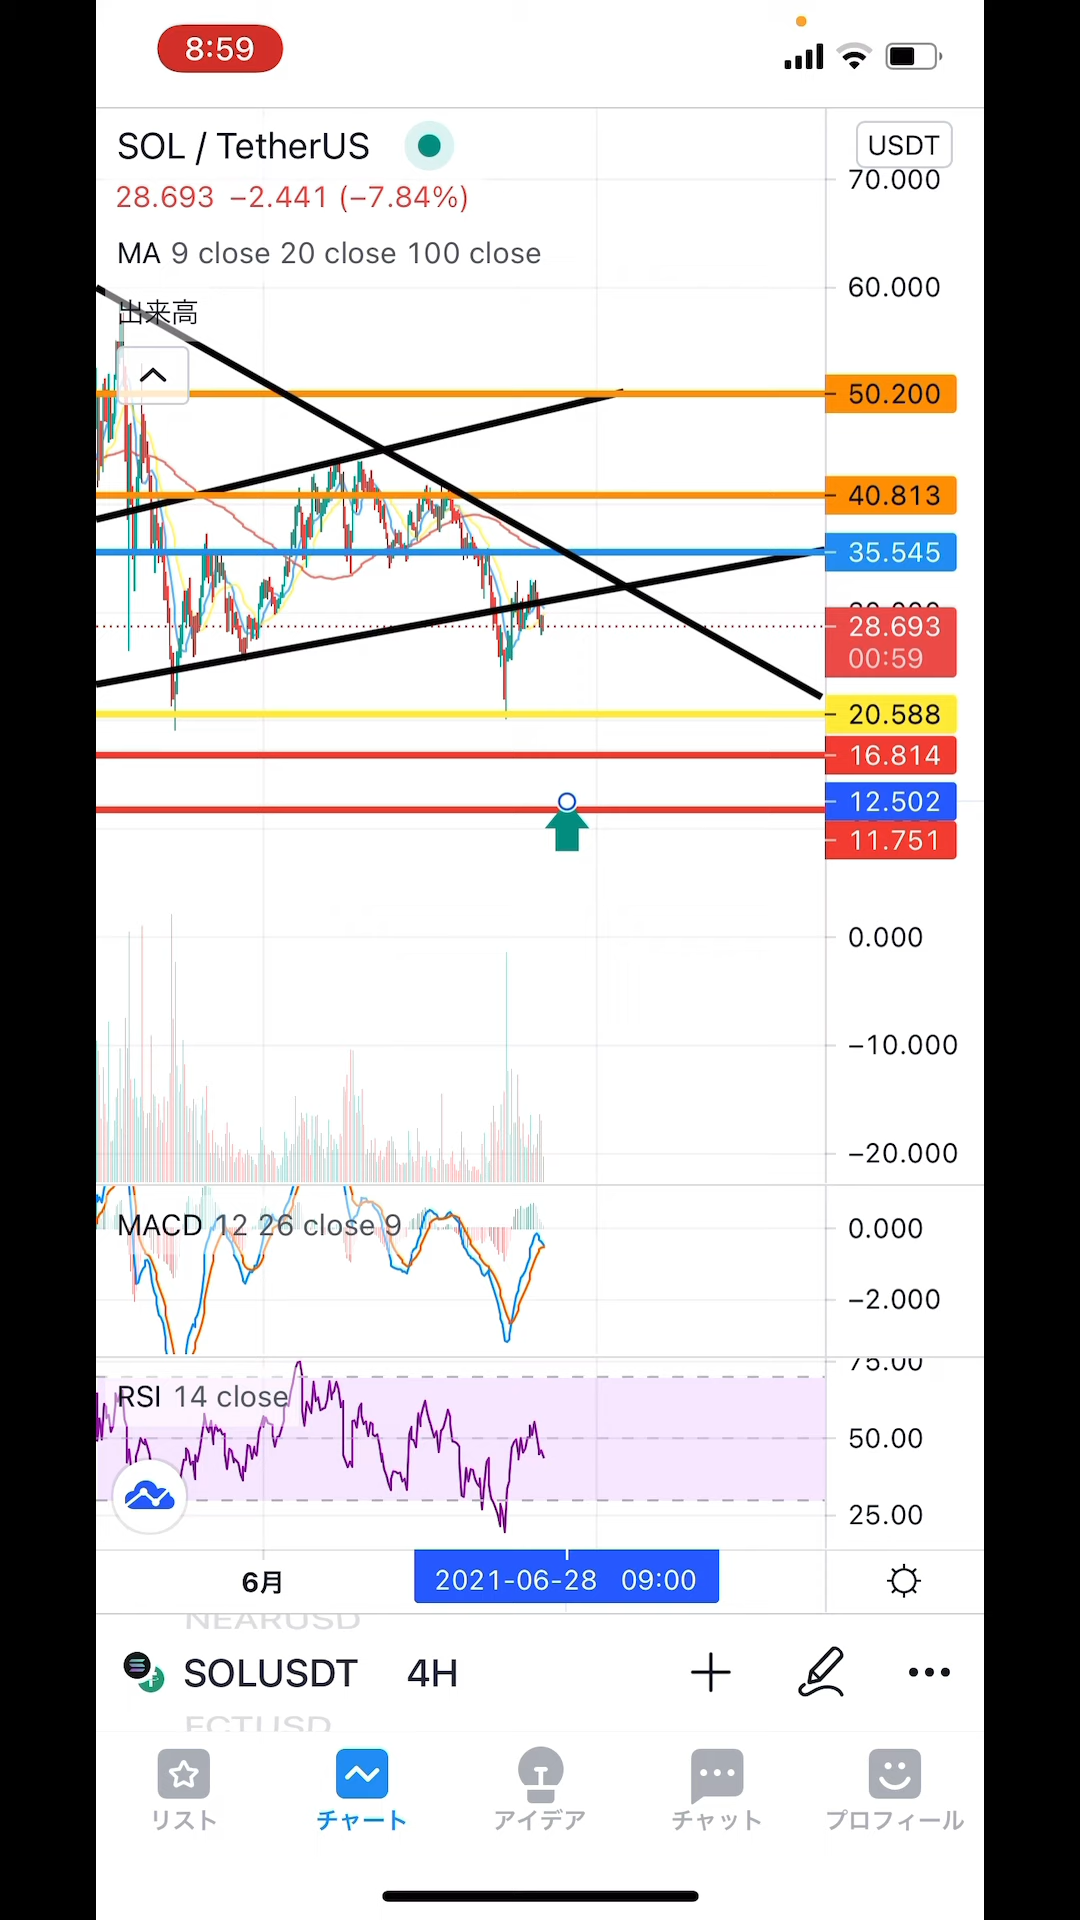 8:59
SOL / TetherUS
USDT
28.693 −2.441 (−7.84%)
70.000
MA 9 close 20 close 100 close
60.000
出来高
50.200
40.813
35.545
28.693
00:59
20.588
16.814
12.502
11.751
0.000
−10.000
−20.000
MACD 12 26 close 9
0.000
−2.000
75.00
RSI 14 close
50.00
25.00
6月
2021-06-28 09:00
NEARUSD
SOLUSDT 4H
リスト
チャート
アイデア
チャット
プロフィール